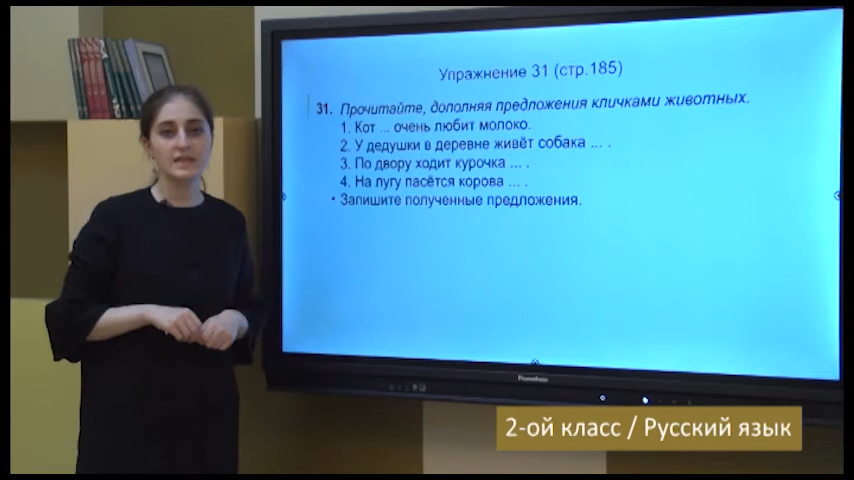 Упражнение 31 (стр.185)
31. Прочитайте, дополняя предложения кличками животных.
1. Кот ... очень любит молоко.
2. У дедушки в деревне живёт собака ... .
3. По двору ходит курочка ... .
4. На лугу пасётся корова ... .
• Запишите полученные предложения.
Promethean
2-ой класс / Русский язык